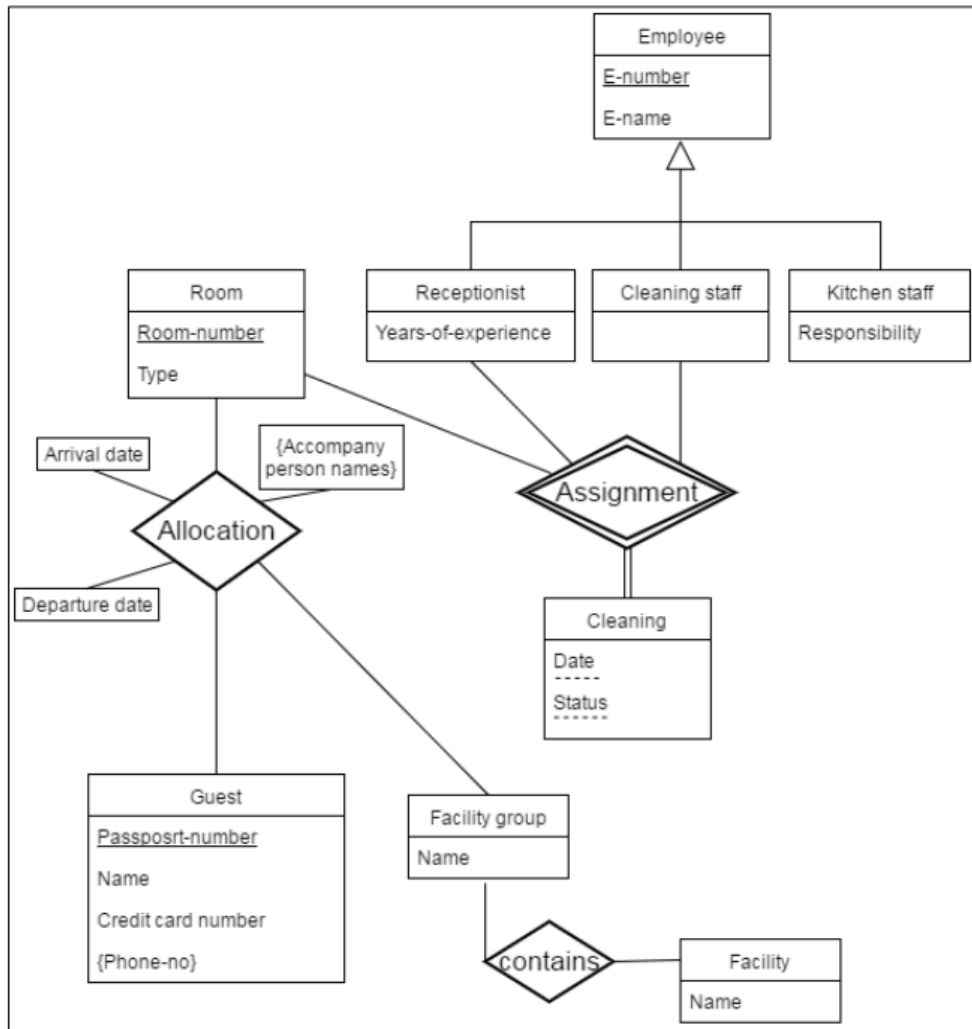 Employee
E-number
E-name
Room
Room-number
Type
Receptionist
Years-of-experience
Cleaning staff
Kitchen staff
Responsibility
Arrival date
{Accompany
person names}
Allocation
Departure date
Assignment
Cleaning
Date
Status
Guest
Passposrt-number
Name
Credit card number
{Phone-no}
Facility group
Name
contains
Facility
Name